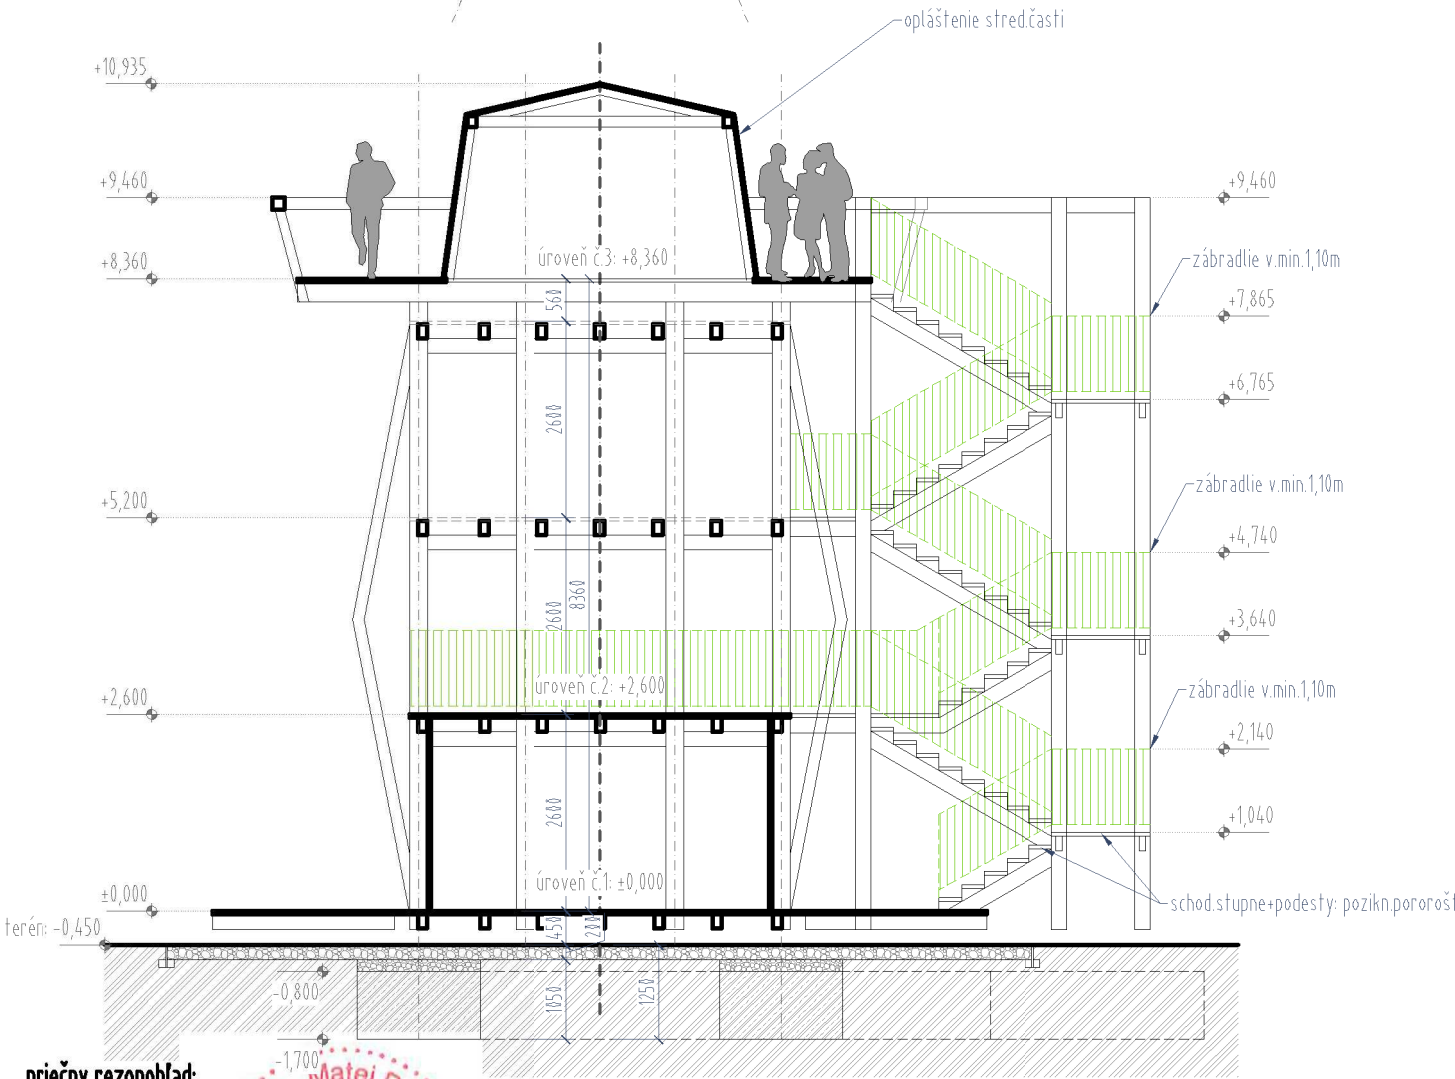 opláštenie stred.časti
+10,935
+9,460
+9,460
+8,360
úroveň č.3: +8,360
zábradlie v.min.1,10m
+7,865
560
+6,765
2600
zábradlie v.min.1,10m
+5,200
+4,740
8360
2600
+3,640
úroveň č.2: +2,600
zábradlie v.min.1,10m
+2,600
+2,140
2600
+1,040
úroveň č.1: ±0,000
±0,000
schod.stupne+podesty: pozikn.pororošt
terén: -0,450
450
200
-0,800
1050
1250
-1,700
priečny rezopohľad:
Matej